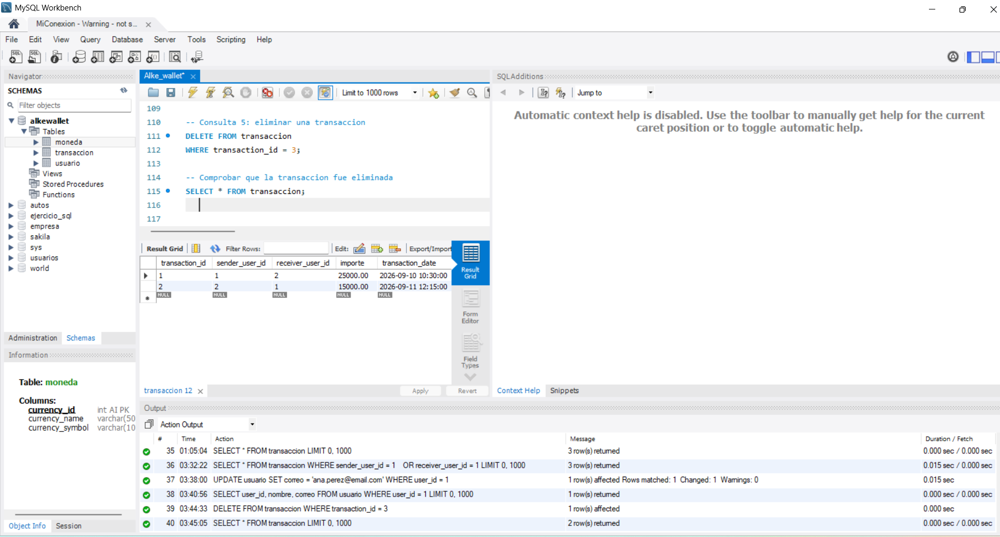 MySQL Workbench
MiConexion - Warning - not s...
File Edit View Query Database Server Tools Scripting Help
Navigator
SCHEMAS
Filter objects
alkewallet
Tables
moneda
transaccion
usuario
Views
Stored Procedures
Functions
autos
ejercicio_sql
empresa
sakila
sys
usuarios
world
Administration Schemas
Information
Table: moneda
Columns:
currency_id int AI PK
currency_name varchar(50
currency_symbol varchar(10
Object Info Session
Alke_wallet*
Limit to 1000 rows
109
110 -- Consulta 5: eliminar una transaccion
111 DELETE FROM transaccion
112 WHERE transaction_id = 3;
113
114 -- Comprobar que la transaccion fue eliminada
115 SELECT * FROM transaccion;
116
117
Result Grid Filter Rows: Edit: Export/Import
transaction_id sender_user_id receiver_user_id importe transaction_date
1 1 2 25000.00 2026-09-10 10:30:00
2 2 1 15000.00 2026-09-11 12:15:00
NULL NULL NULL NULL NULL
Result
Grid
Form
Editor
Field
Types
transaccion 12 Apply Revert
SQLAdditions
Jump to
Automatic context help is disabled. Use the toolbar to manually get help for the current
caret position or to toggle automatic help.
Context Help Snippets
Output
Action Output
# Time Action Message Duration / Fetch
35 01:05:04 SELECT * FROM transaccion LIMIT 0, 1000 3 row(s) returned 0.000 sec / 0.000 sec
36 03:32:22 SELECT * FROM transaccion WHERE sender_user_id = 1 OR receiver_user_id = 1 LIMIT 0, 1000 3 row(s) returned 0.015 sec / 0.000 sec
37 03:38:00 UPDATE usuario SET correo = 'ana.perez@email.com' WHERE user_id = 1 1 row(s) affected Rows matched: 1 Changed: 1 Warnings: 0 0.015 sec
38 03:40:56 SELECT user_id, nombre, correo FROM usuario WHERE user_id = 1 LIMIT 0, 1000 1 row(s) returned 0.000 sec / 0.000 sec
39 03:44:33 DELETE FROM transaccion WHERE transaction_id = 3 1 row(s) affected 0.000 sec
40 03:45:05 SELECT * FROM transaccion LIMIT 0, 1000 2 row(s) returned 0.000 sec / 0.000 sec